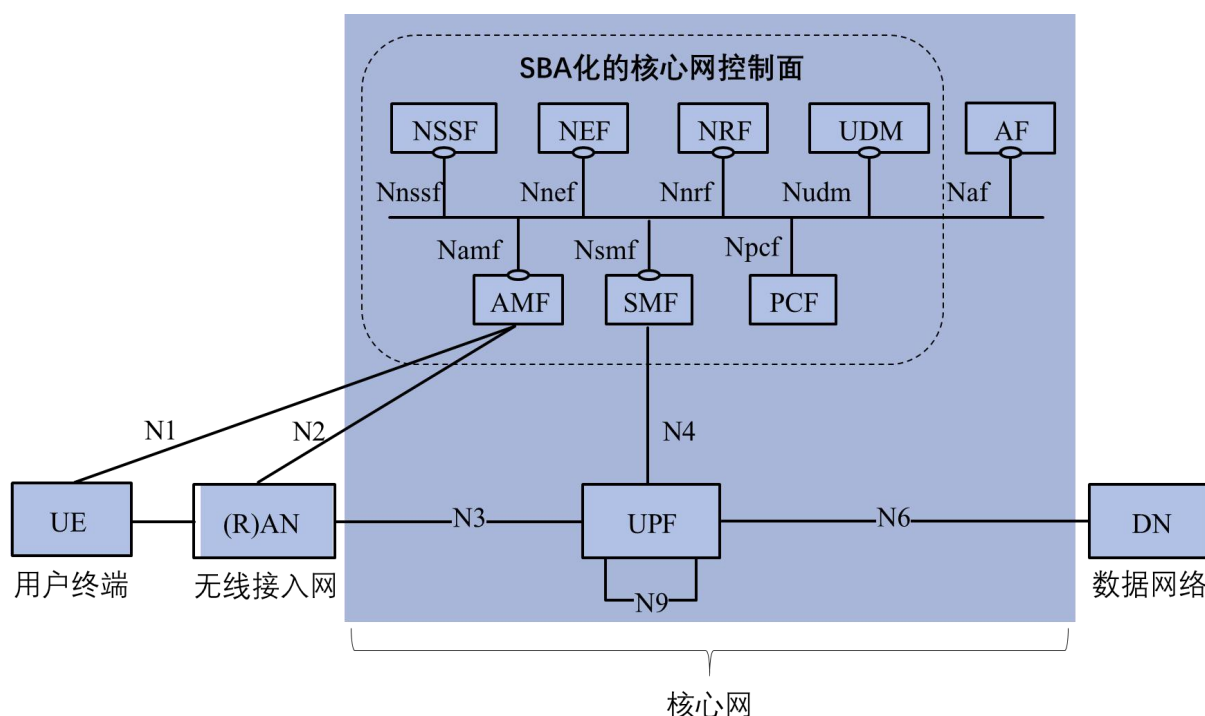 SBA化的核心网控制面
NSSF
NEF
NRF
UDM
AF
Nnssf
Nnef
Nnrf
Nudm
Naf
Namf
Nsmf
Npcf
AMF
SMF
PCF
N1
N2
N4
UE
(R)AN
N3
UPF
N6
DN
用户终端
无线接入网
N9
数据网络
核心网